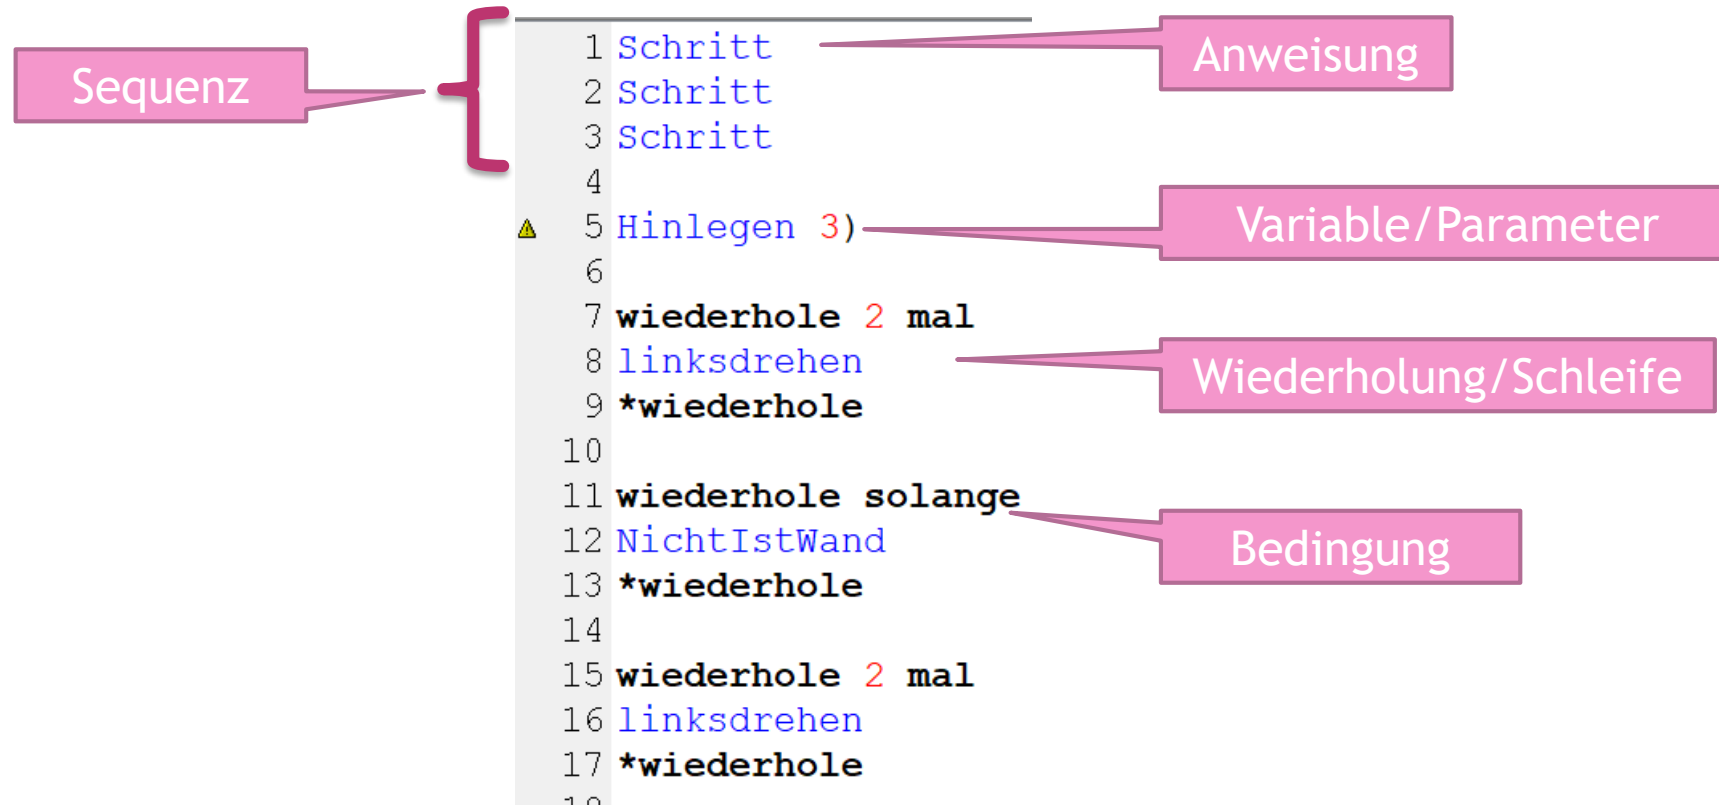 Sequenz
Anweisung
Variable/Parameter
Wiederholung/Schleife
Bedingung
1 Schritt
2 Schritt
3 Schritt
4
5 Hinlegen 3)
6
7 wiederhole 2 mal
8 linksdrehen
9 *wiederhole
10
11 wiederhole solange
12 NichtIstWand
13 *wiederhole
14
15 wiederhole 2 mal
16 linksdrehen
17 *wiederhole